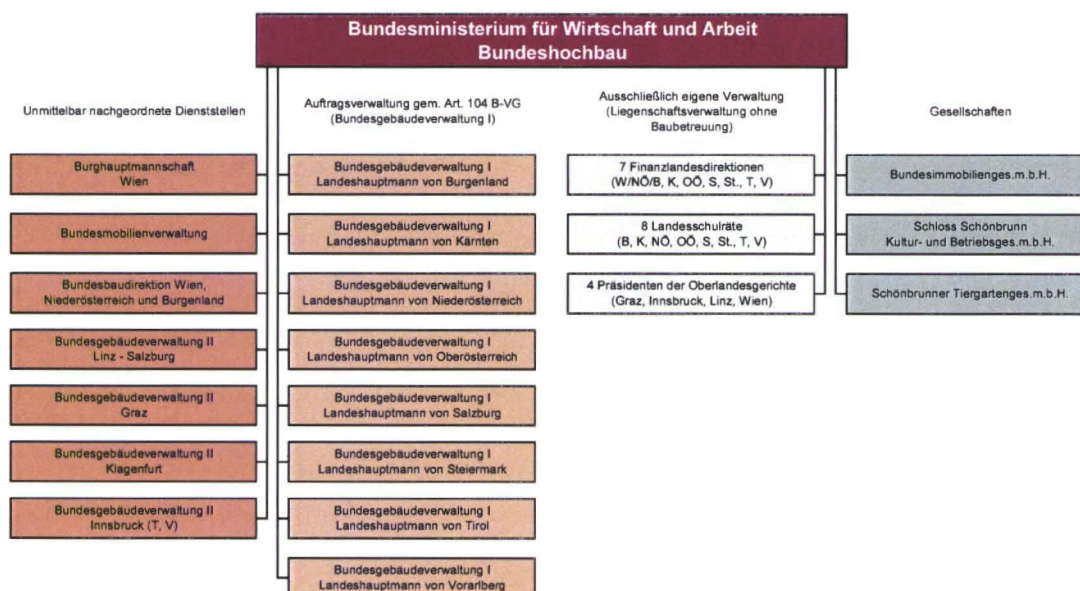 Bundesministerium für Wirtschaft und Arbeit
Bundeshochbau
Unmittelbar nachgeordnete Dienststellen
Burghauptmannschaft
Wien
Bundesmobilienverwaltung
Bundesbaudirektion Wien,
Niederösterreich und Burgenland
Bundesgebäudeverwaltung II
Linz - Salzburg
Bundesgebäudeverwaltung II
Graz
Bundesgebäudeverwaltung II
Klagenfurt
Bundesgebäudeverwaltung II
Innsbruck (T, V)
Auftragsverwaltung gem. Art. 104 B-VG
(Bundesgebäudeverwaltung I)
Bundesgebäudeverwaltung I
Landeshauptmann von Burgenland
Bundesgebäudeverwaltung I
Landeshauptmann von Kärnten
Bundesgebäudeverwaltung I
Landeshauptmann von Niederösterreich
Bundesgebäudeverwaltung I
Landeshauptmann von Oberösterreich
Bundesgebäudeverwaltung I
Landeshauptmann von Salzburg
Bundesgebäudeverwaltung I
Landeshauptmann von Steiermark
Bundesgebäudeverwaltung I
Landeshauptmann von Tirol
Bundesgebäudeverwaltung I
Landeshauptmann von Vorarlberg
Ausschließlich eigene Verwaltung
(Liegenschaftsverwaltung ohne
Baubetreuung)
7 Finanzlandesdirektionen
(W/NÖ/B, K, OÖ, S, St., T, V)
8 Landesschulräte
(B, K, NÖ, OÖ, S, St., T, V)
4 Präsidenten der Oberlandesgerichte
(Graz, Innsbruck, Linz, Wien)
Gesellschaften
Bundesimmobilienges.m.b.H.
Schloss Schönbrunn
Kultur- und Betriebsges.m.b.H.
Schönbrunner Tiergartenges.m.b.H.